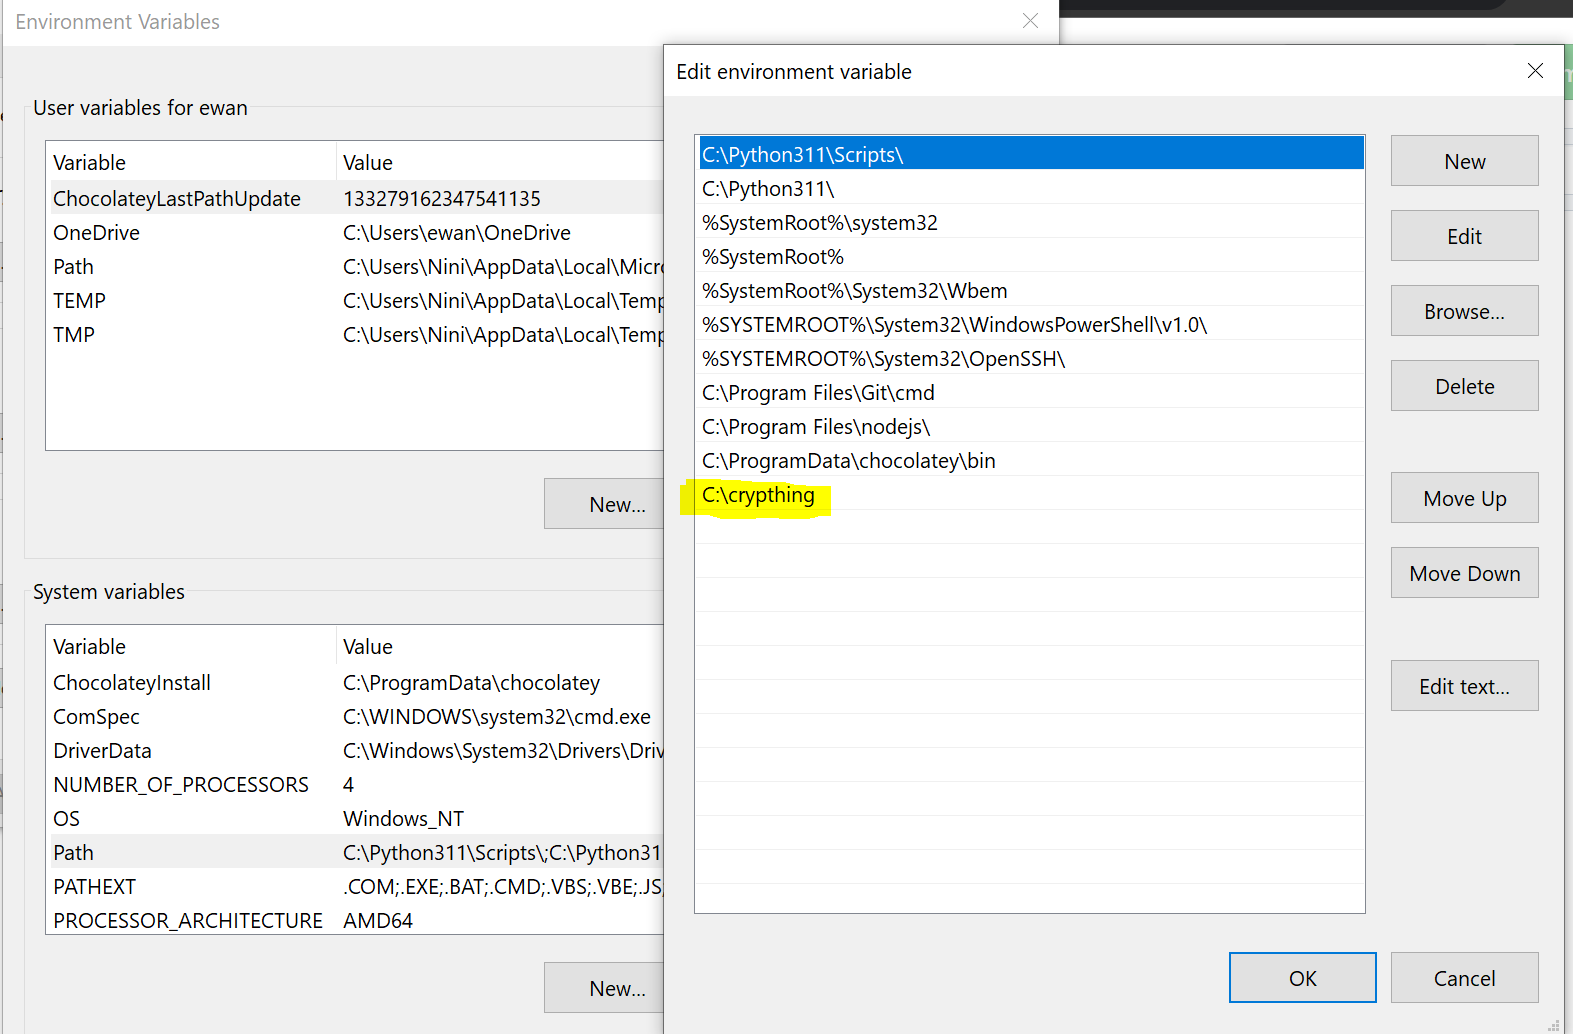 Environment Variables
User variables for ewan
Variable Value
ChocolateyLastPathUpdate 133279162347541135
OneDrive C:\Users\ewan\OneDrive
Path C:\Users\Nini\AppData\Local\Micro
TEMP C:\Users\Nini\AppData\Local\Temp
TMP C:\Users\Nini\AppData\Local\Temp
New...
System variables
Variable Value
ChocolateyInstall C:\ProgramData\chocolatey
ComSpec C:\WINDOWS\system32\cmd.exe
DriverData C:\Windows\System32\Drivers\Driv
NUMBER_OF_PROCESSORS 4
OS Windows_NT
Path C:\Python311\Scripts\;C:\Python31
PATHEXT .COM;.EXE;.BAT;.CMD;.VBS;.VBE;.JS;
PROCESSOR_ARCHITECTURE AMD64
New...
Edit environment variable
C:\Python311\Scripts\
C:\Python311\
%SystemRoot%\system32
%SystemRoot%
%SystemRoot%\System32\Wbem
%SYSTEMROOT%\System32\WindowsPowerShell\v1.0\
%SYSTEMROOT%\System32\OpenSSH\
C:\Program Files\Git\cmd
C:\Program Files\nodejs\
C:\ProgramData\chocolatey\bin
C:\crypthing
New
Edit
Browse...
Delete
Move Up
Move Down
Edit text...
OK
Cancel